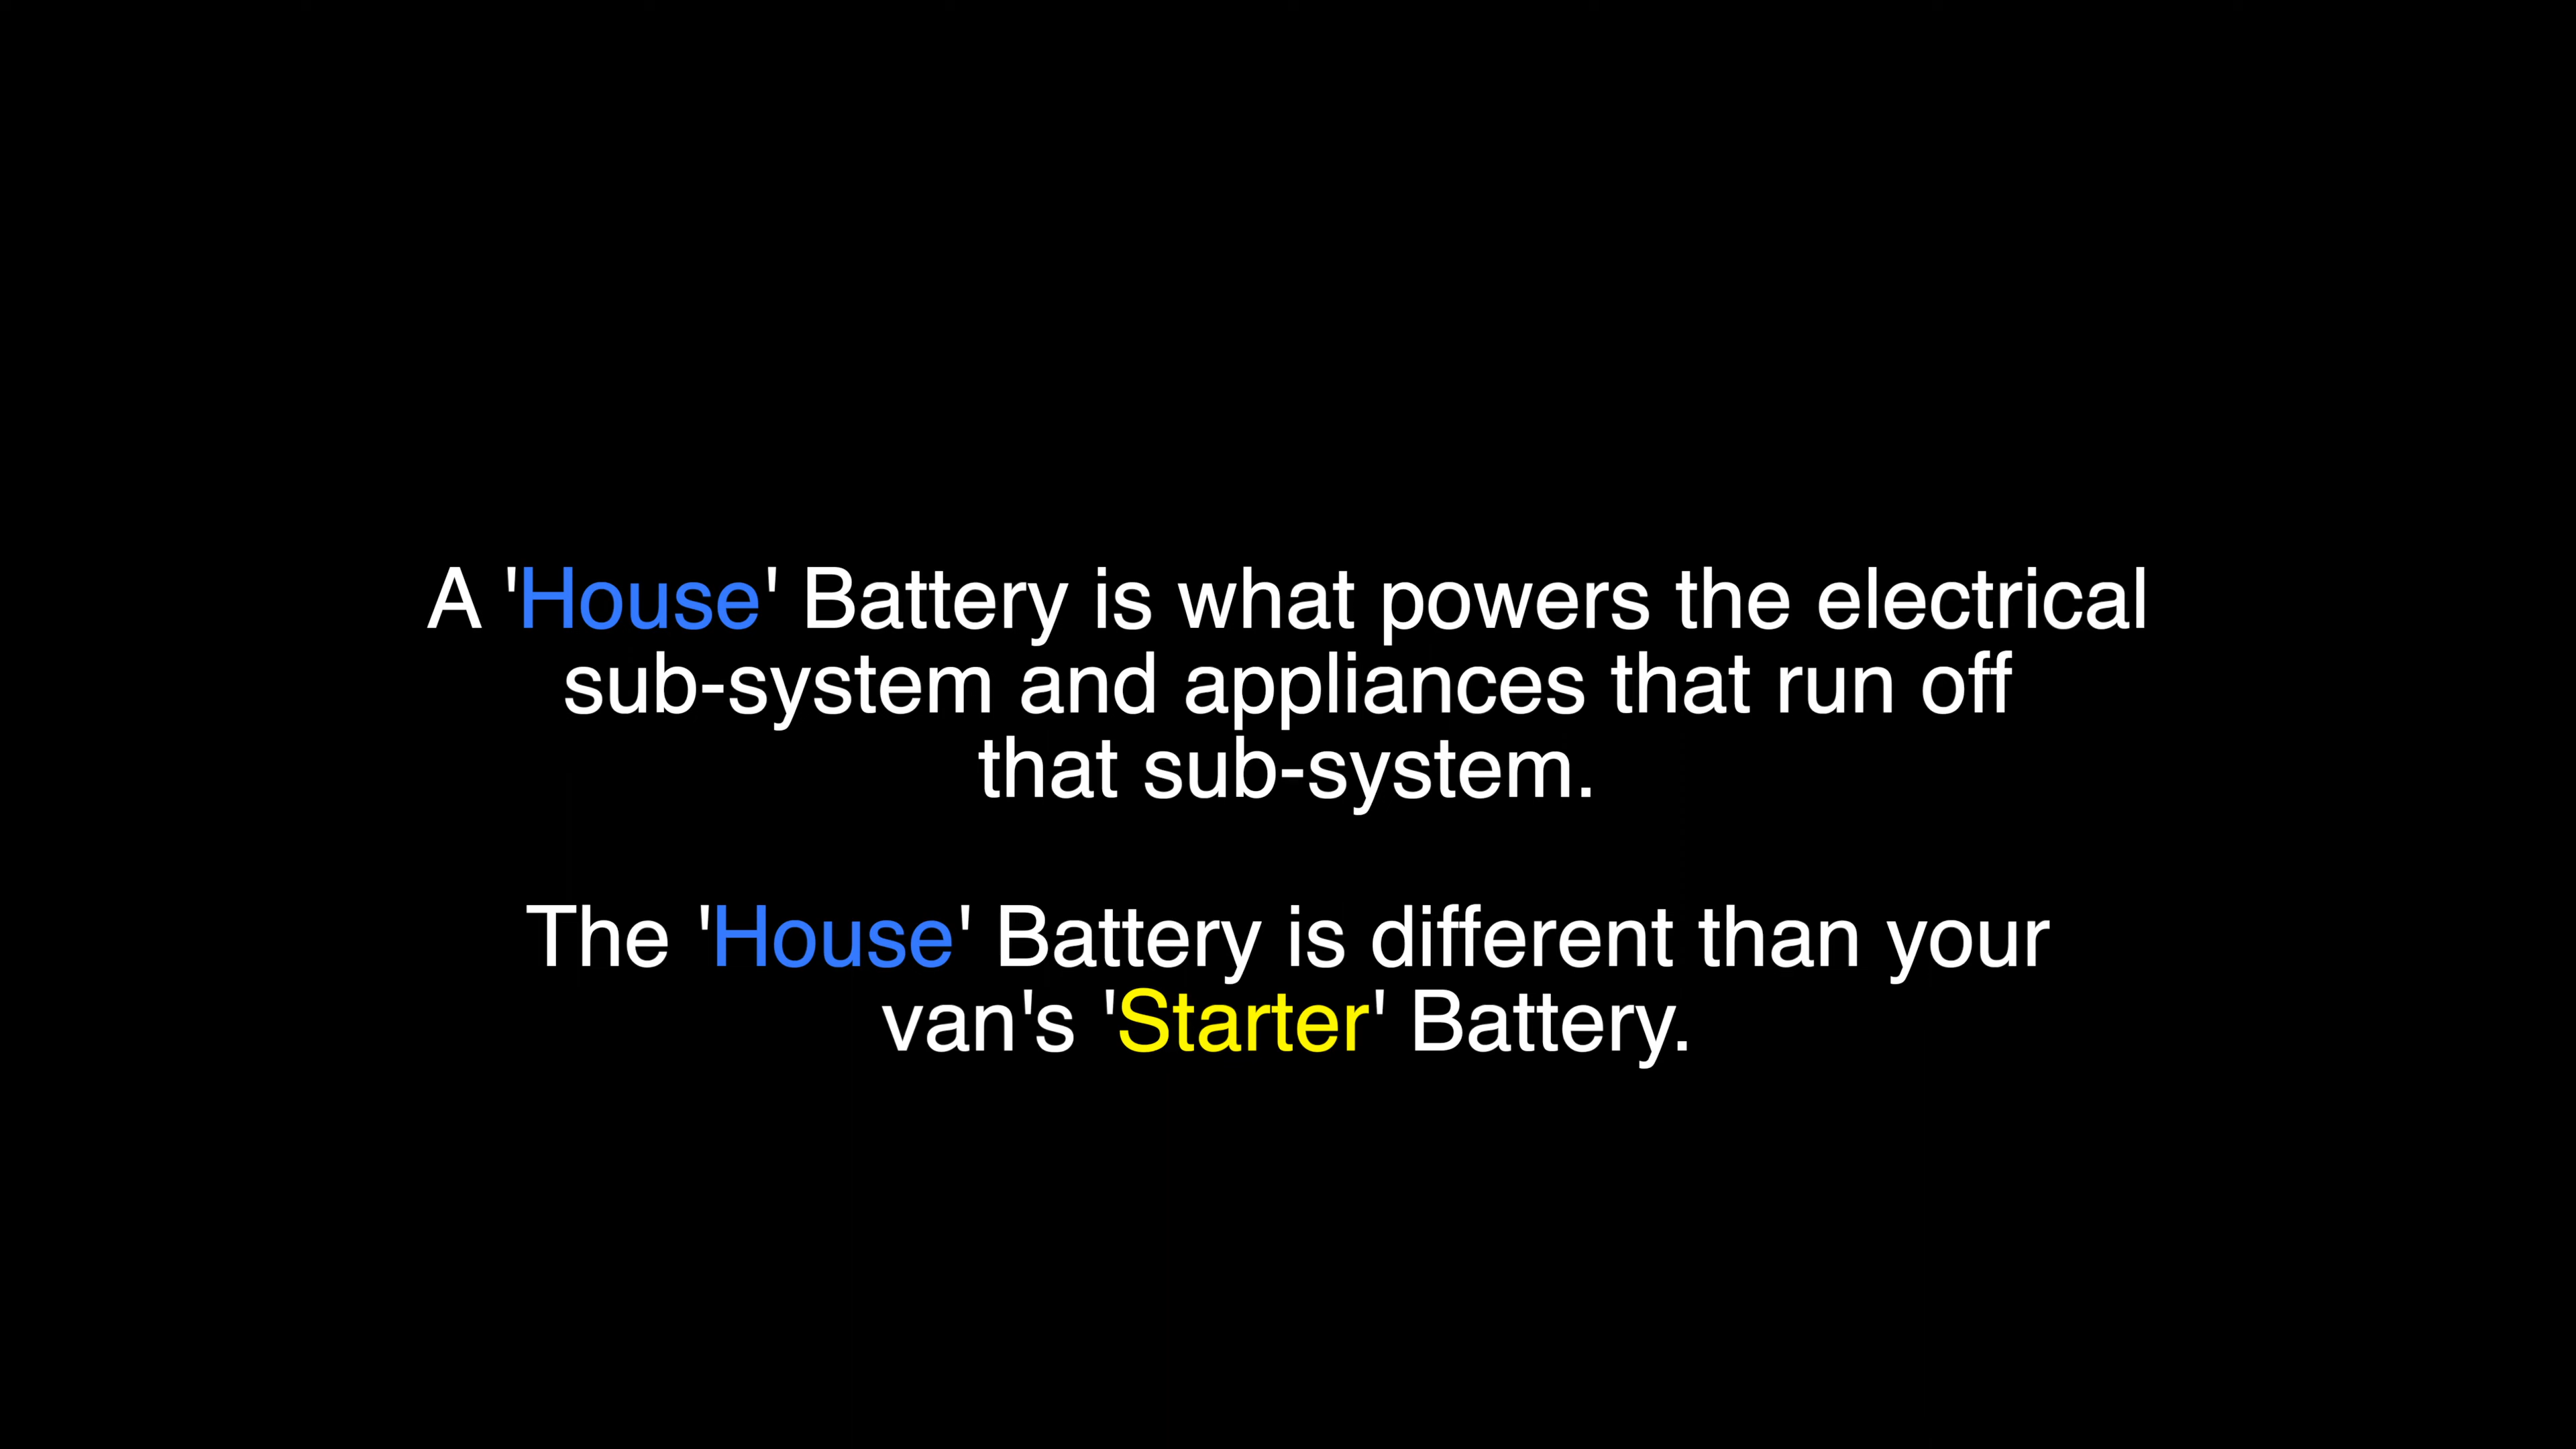 A 'House' Battery is what powers the electrical
sub-system and appliances that run off
that sub-system.
The 'House' Battery is different than your
van's 'Starter' Battery.